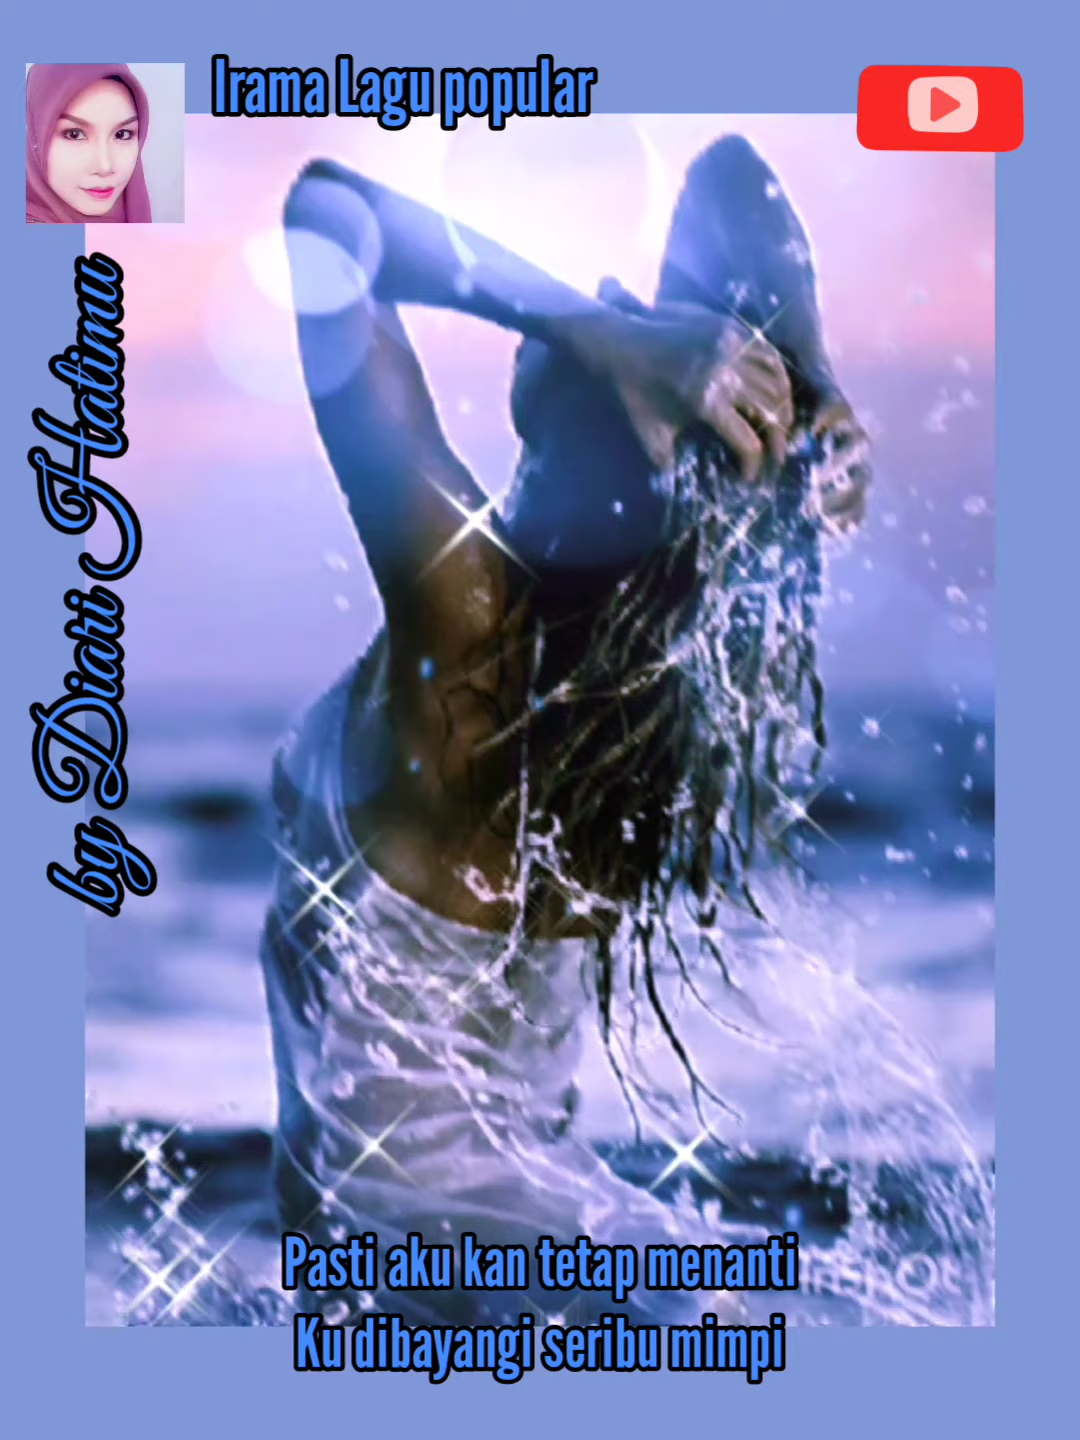 Irama Lagu popular
by Diari Hatimu
Pasti aku kan tetap menanti
Ku dibayangi seribu mimpi